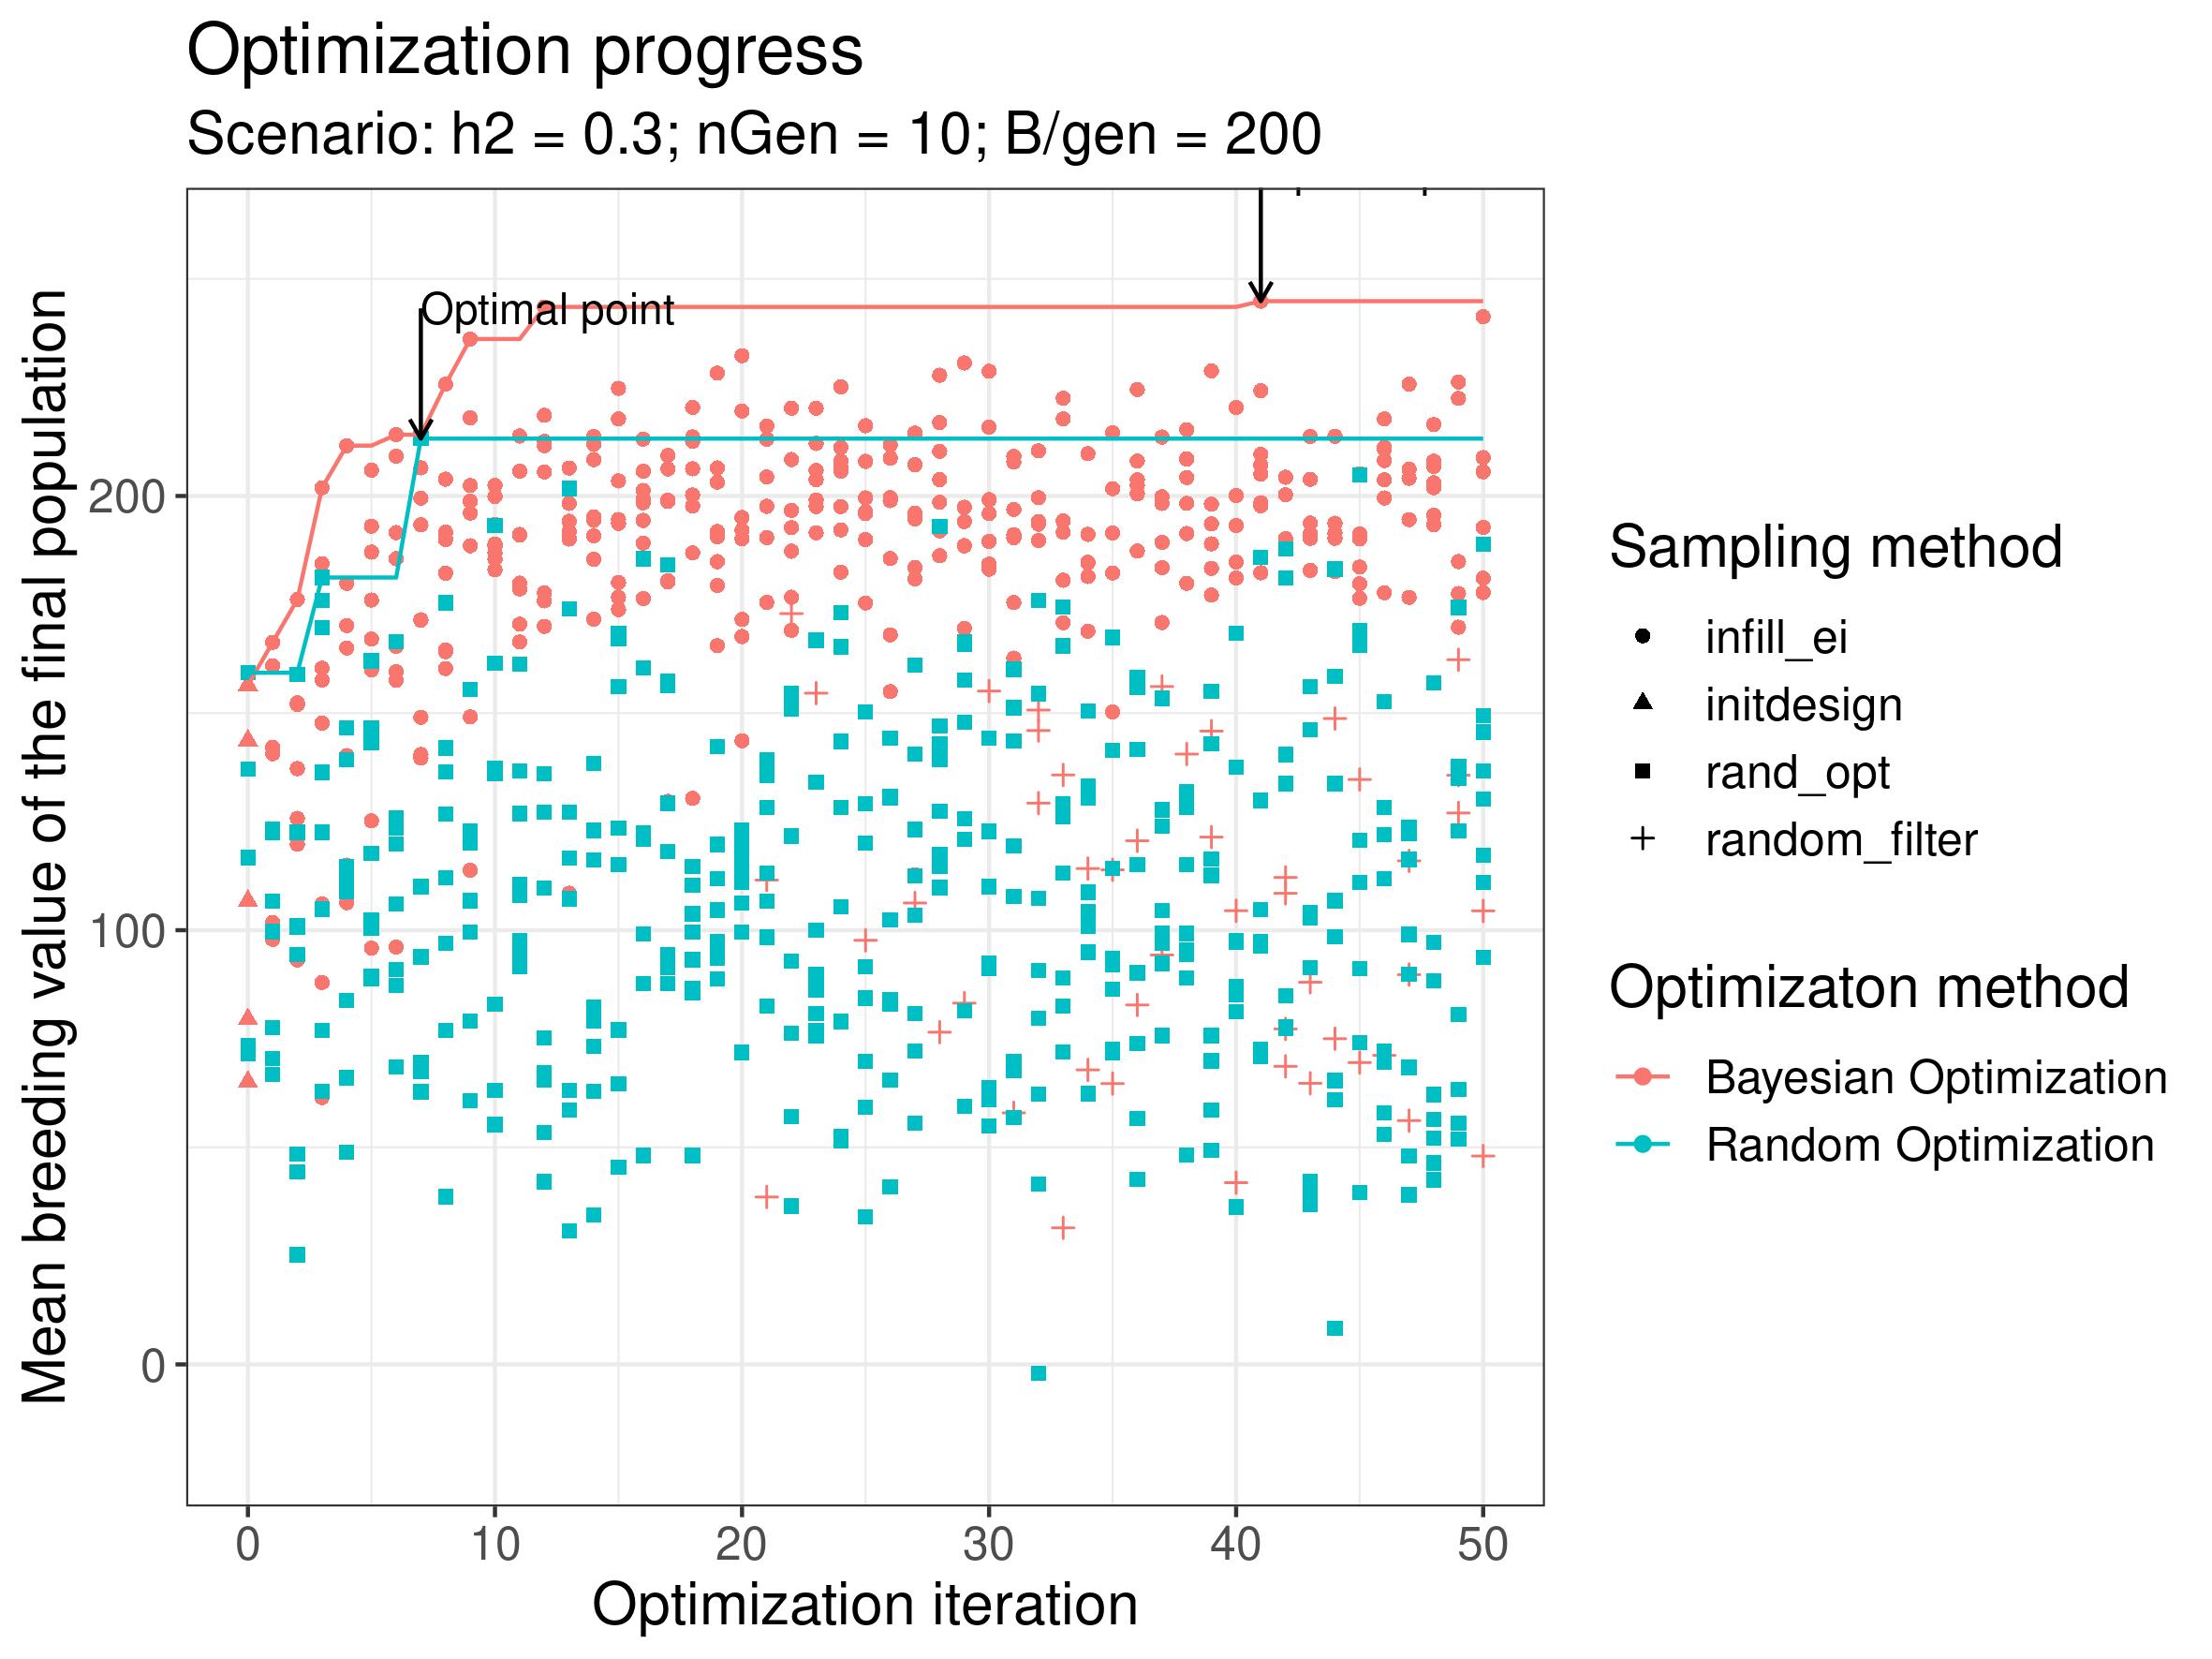 Optimization progress
Scenario: h2 = 0.3; nGen = 10; B/gen = 200
Mean breeding value of the final population
200
100
0
Optimal point
0 10 20 30 40 50
Optimization iteration
Sampling method
infill_ei
initdesign
rand_opt
random_filter
Optimizaton method
Bayesian Optimization
Random Optimization